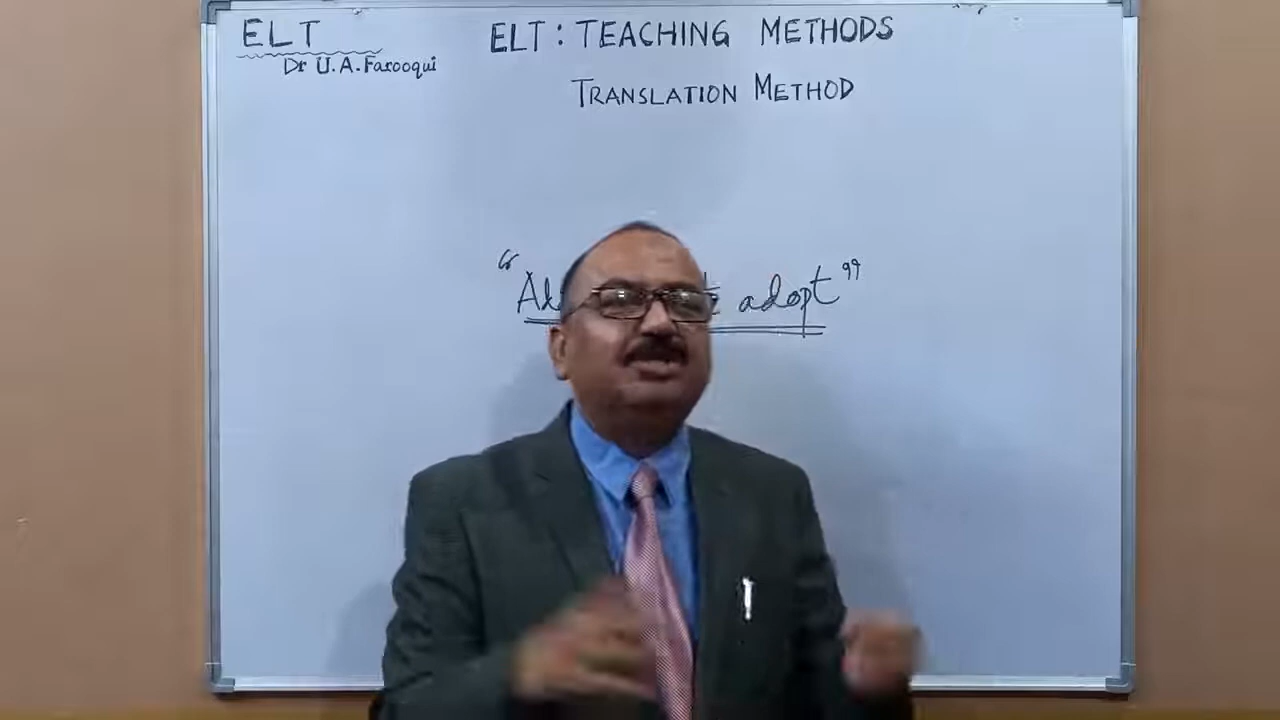 ELT
Dr U.A.Farooqui
ELT : TEACHING METHODS
TRANSLATION METHOD
" adopt"